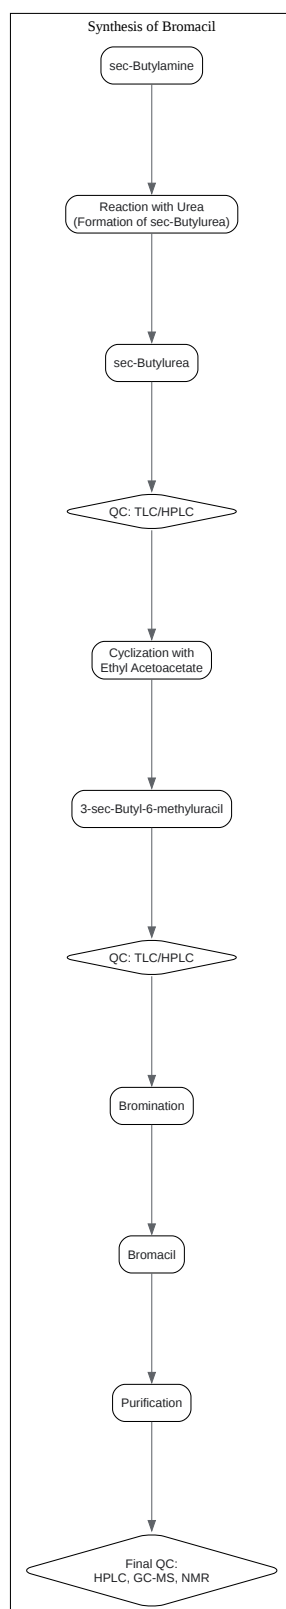 Synthesis of Bromacil
sec-Butylamine
Reaction with Urea
(Formation of sec-Butylurea)
sec-Butylurea
QC: TLC/HPLC
Cyclization with
Ethyl Acetoacetate
3-sec-Butyl-6-methyluracil
QC: TLC/HPLC
Bromination
Bromacil
Purification
Final QC:
HPLC, GC-MS, NMR